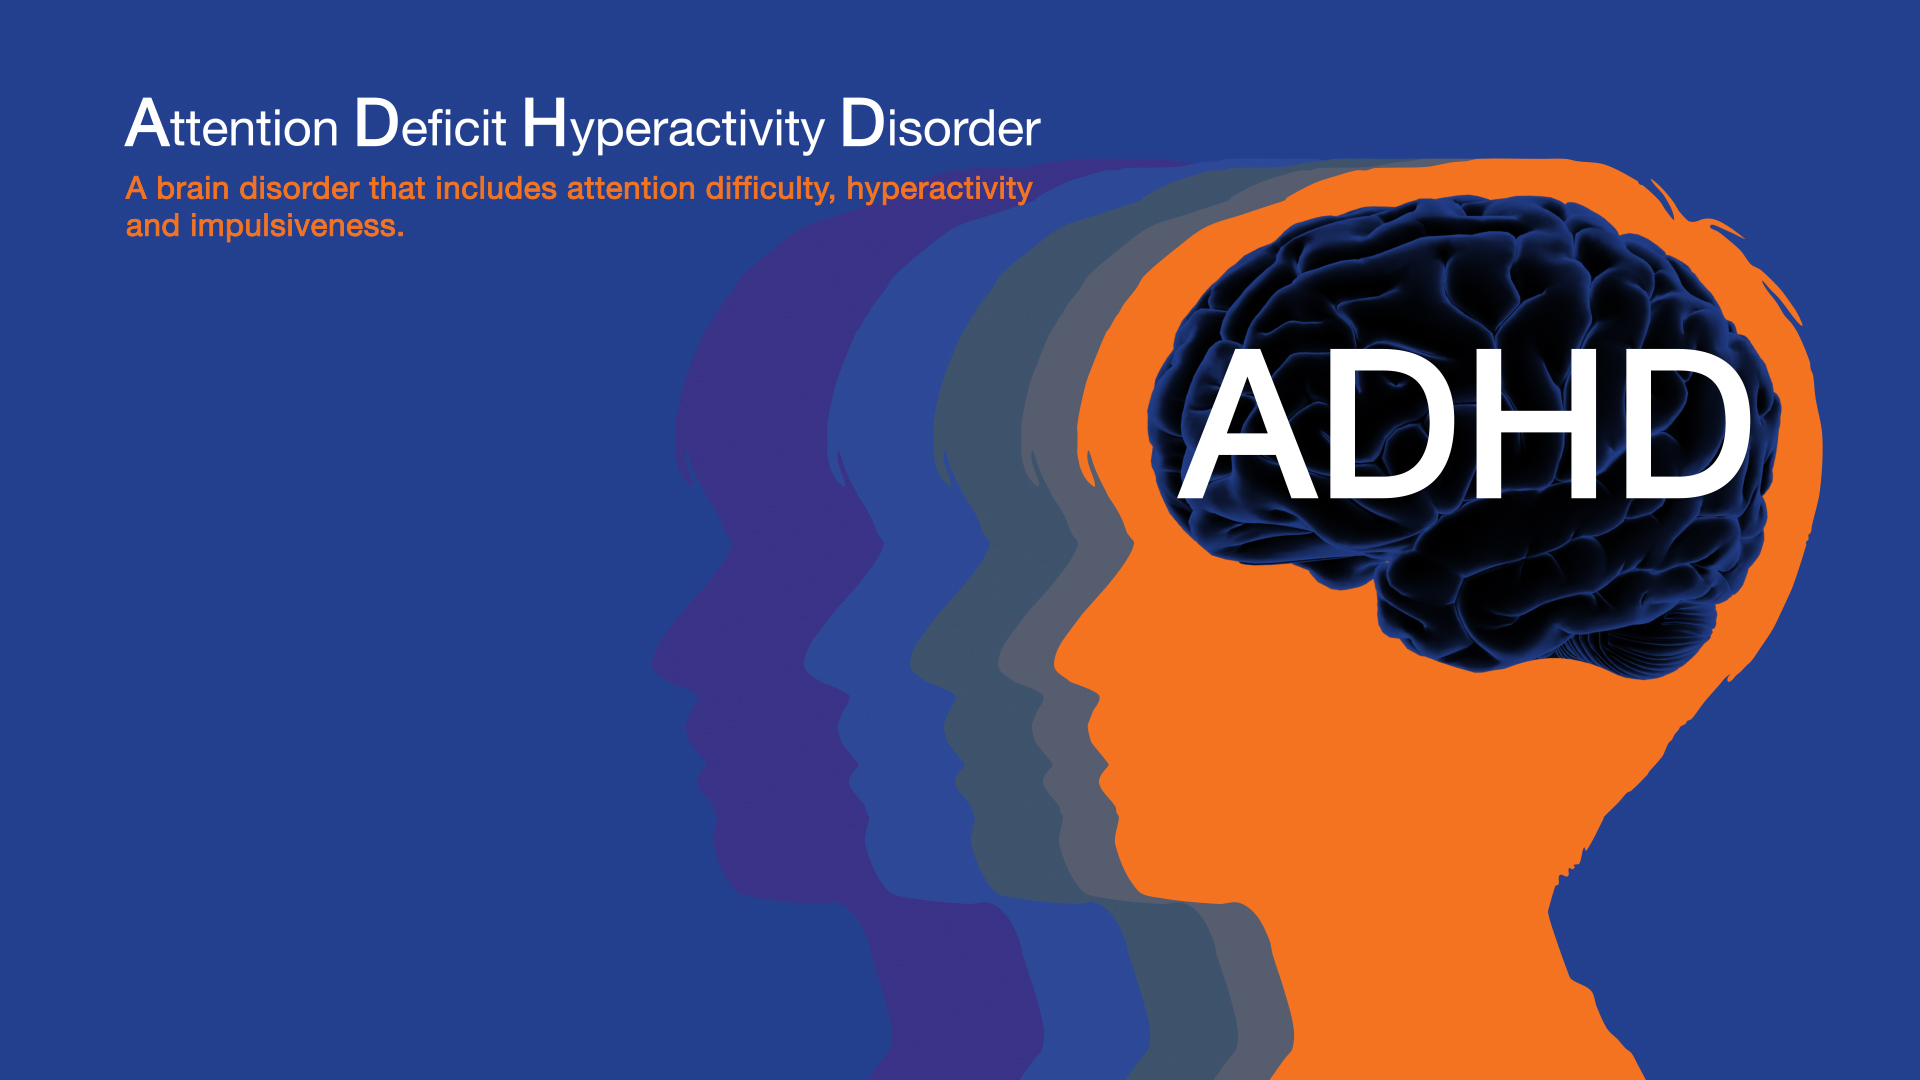 Attention Deficit Hyperactivity Disorder
A brain disorder that includes attention difficulty, hyperactivity
and impulsiveness.
ADHD